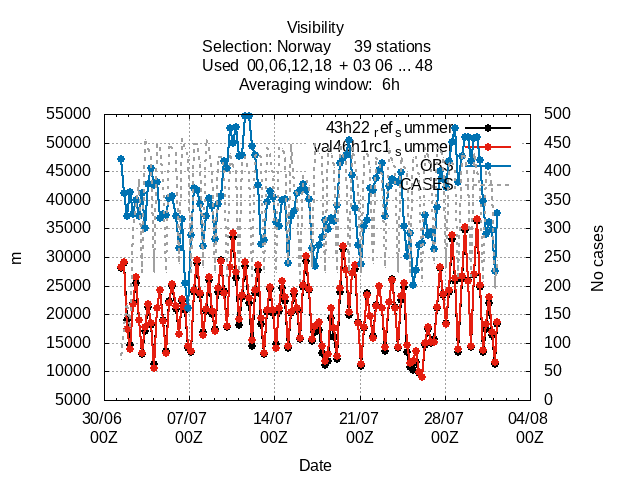 Visibility
Selection: Norway 39 stations
Used 00,06,12,18 + 03 06 ... 48
Averaging window: 6h
55000
50000
45000
40000
35000
30000
25000
20000
15000
10000
5000
m
500
450
400
350
300
250
200
150
100
50
0
No cases
43h22_ref_summer
val46h1rc1_summer
OBS
CASES
30/06 00Z
07/07 00Z
14/07 00Z
21/07 00Z
28/07 00Z
04/08 00Z
Date